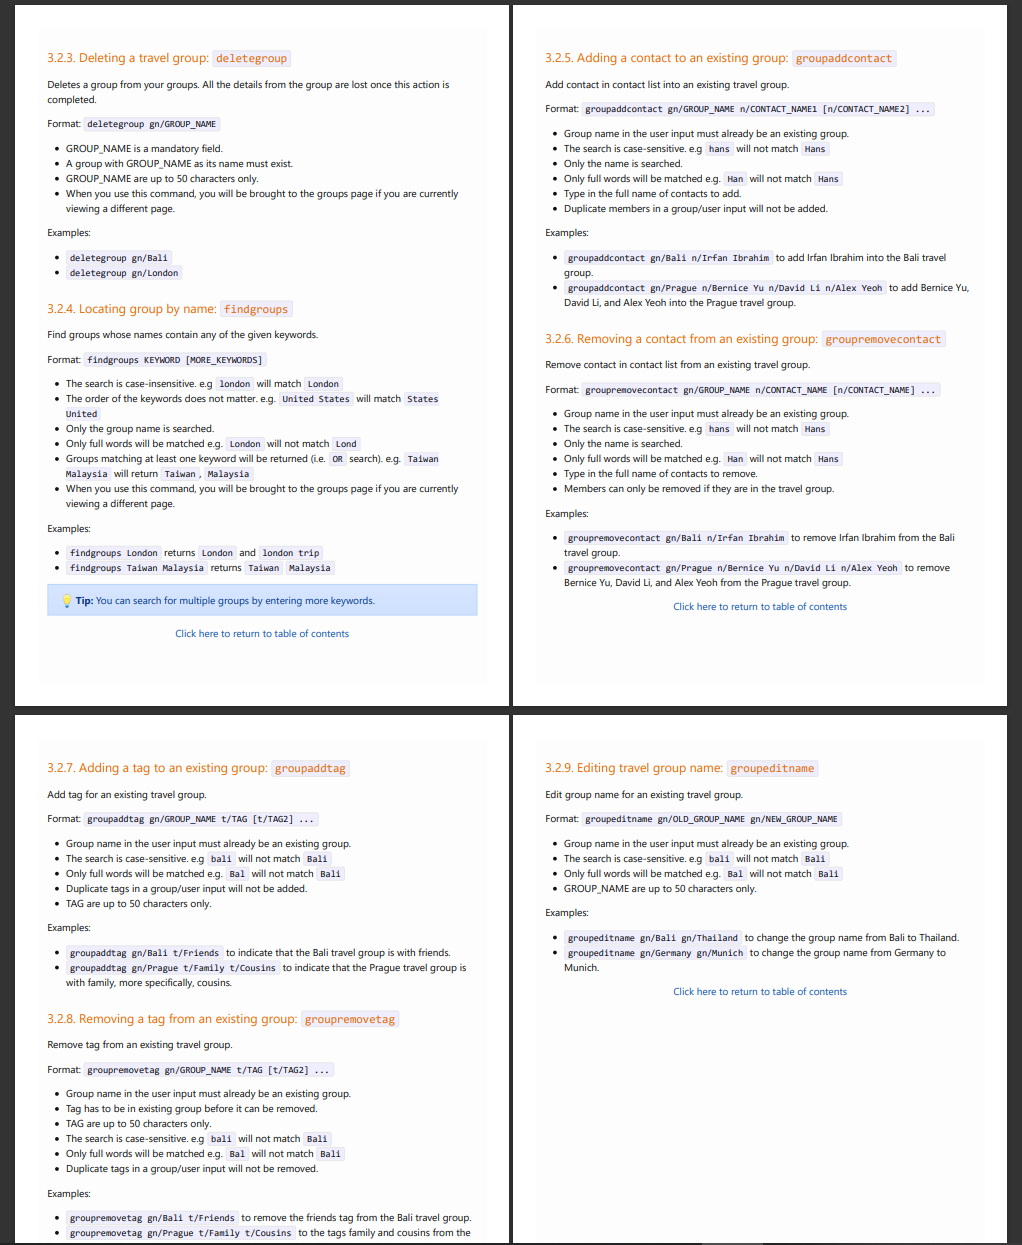 3.2.3. Deleting a travel group: deletegroup
Deletes a group from your groups. All the details from the group are lost once this action is
completed.
Format: deletegroup gn/GROUP_NAME
• GROUP_NAME is a mandatory field.
• A group with GROUP_NAME as its name must exist.
• GROUP_NAME are up to 50 characters only.
• When you use this command, you will be brought to the groups page if you are currently
viewing a different page.
Examples:
• deletegroup gn/Bali
• deletegroup gn/London
3.2.4. Locating group by name: findgroups
Find groups whose names contain any of the given keywords.
Format: findgroups KEYWORD [MORE_KEYWORDS]
• The search is case-insensitive. e.g london will match London
• The order of the keywords does not matter. e.g. United States will match States
United
• Only the group name is searched.
• Only full words will be matched e.g. London will not match Lond
• Groups matching at least one keyword will be returned (i.e. OR search). e.g. Taiwan
Malaysia will return Taiwan, Malaysia
• When you use this command, you will be brought to the groups page if you are currently
viewing a different page.
Examples:
• findgroups London returns London and london trip
• findgroups Taiwan Malaysia returns Taiwan Malaysia
💡 Tip: You can search for multiple groups by entering more keywords.
Click here to return to table of contents
3.2.5. Adding a contact to an existing group: groupaddcontact
Add contact in contact list into an existing travel group.
Format: groupaddcontact gn/GROUP_NAME n/CONTACT_NAME1 [n/CONTACT_NAME2] ...
• Group name in the user input must already be an existing group.
• The search is case-sensitive. e.g hans will not match Hans
• Only the name is searched.
• Only full words will be matched e.g. Han will not match Hans
• Type in the full name of contacts to add.
• Duplicate members in a group/user input will not be added.
Examples:
• groupaddcontact gn/Bali n/Irfan Ibrahim to add Irfan Ibrahim into the Bali travel
group.
• groupaddcontact gn/Prague n/Bernice Yu n/David Li n/Alex Yeoh to add Bernice Yu,
David Li, and Alex Yeoh into the Prague travel group.
3.2.6. Removing a contact from an existing group: groupremovecontact
Remove contact in contact list from an existing travel group.
Format: groupremovecontact gn/GROUP_NAME n/CONTACT_NAME [n/CONTACT_NAME] ...
• Group name in the user input must already be an existing group.
• The search is case-sensitive. e.g hans will not match Hans
• Only the name is searched.
• Only full words will be matched e.g. Han will not match Hans
• Type in the full name of contacts to remove.
• Members can only be removed if they are in the travel group.
Examples:
• groupremovecontact gn/Bali n/Irfan Ibrahim to remove Irfan Ibrahim from the Bali
travel group.
• groupremovecontact gn/Prague n/Bernice Yu n/David Li n/Alex Yeoh to remove
Bernice Yu, David Li, and Alex Yeoh from the Prague travel group.
Click here to return to table of contents
3.2.7. Adding a tag to an existing group: groupaddtag
Add tag for an existing travel group.
Format: groupaddtag gn/GROUP_NAME t/TAG [t/TAG2] ...
• Group name in the user input must already be an existing group.
• The search is case-sensitive. e.g bali will not match Bali
• Only full words will be matched e.g. Bal will not match Bali
• Duplicate tags in a group/user input will not be added.
• TAG are up to 50 characters only.
Examples:
• groupaddtag gn/Bali t/Friends to indicate that the Bali travel group is with friends.
• groupaddtag gn/Prague t/Family t/Cousins to indicate that the Prague travel group is
with family, more specifically, cousins.
3.2.8. Removing a tag from an existing group: groupremovetag
Remove tag from an existing travel group.
Format: groupremovetag gn/GROUP_NAME t/TAG [t/TAG2] ...
• Group name in the user input must already be an existing group.
• Tag has to be in existing group before it can be removed.
• TAG are up to 50 characters only.
• The search is case-sensitive. e.g bali will not match Bali
• Only full words will be matched e.g. Bal will not match Bali
• Duplicate tags in a group/user input will not be removed.
Examples:
• groupremovetag gn/Bali t/Friends to remove the friends tag from the Bali travel group.
• groupremovetag gn/Prague t/Family t/Cousins to the tags family and cousins from the
3.2.9. Editing travel group name: groupeditname
Edit group name for an existing travel group.
Format: groupeditname gn/OLD_GROUP_NAME gn/NEW_GROUP_NAME
• Group name in the user input must already be an existing group.
• The search is case-sensitive. e.g bali will not match Bali
• Only full words will be matched e.g. Bal will not match Bali
• GROUP_NAME are up to 50 characters only.
Examples:
• groupeditname gn/Bali gn/Thailand to change the group name from Bali to Thailand.
• groupeditname gn/Germany gn/Munich to change the group name from Germany to
Munich.
Click here to return to table of contents